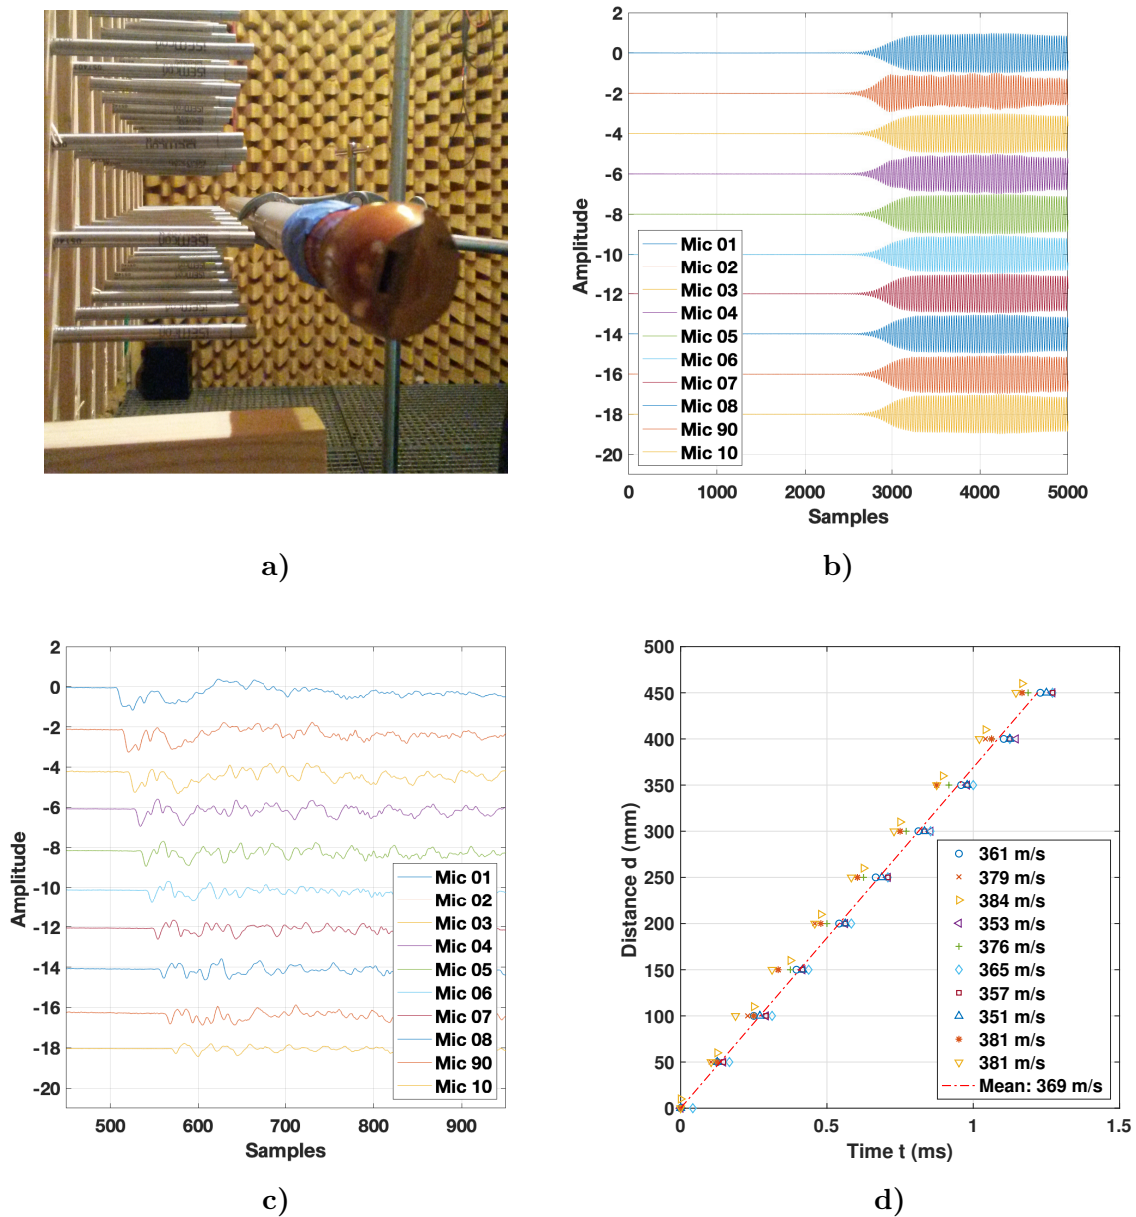 2
0
-2
-4
-6
-8
-10
-12
-14
-16
-18
-20
Amplitude
Mic 01
Mic 02
Mic 03
Mic 04
Mic 05
Mic 06
Mic 07
Mic 08
Mic 90
Mic 10
0 1000 2000 3000 4000 5000
Samples
a)
b)
2
0
-2
-4
-6
-8
-10
-12
-14
-16
-18
-20
Amplitude
Mic 01
Mic 02
Mic 03
Mic 04
Mic 05
Mic 06
Mic 07
Mic 08
Mic 90
Mic 10
500 600 700 800 900
Samples
c)
500
450
400
350
300
250
200
150
100
50
0
Distance d (mm)
361 m/s
379 m/s
384 m/s
353 m/s
376 m/s
365 m/s
357 m/s
351 m/s
381 m/s
381 m/s
Mean: 369 m/s
0 0.5 1 1.5
Time t (ms)
d)